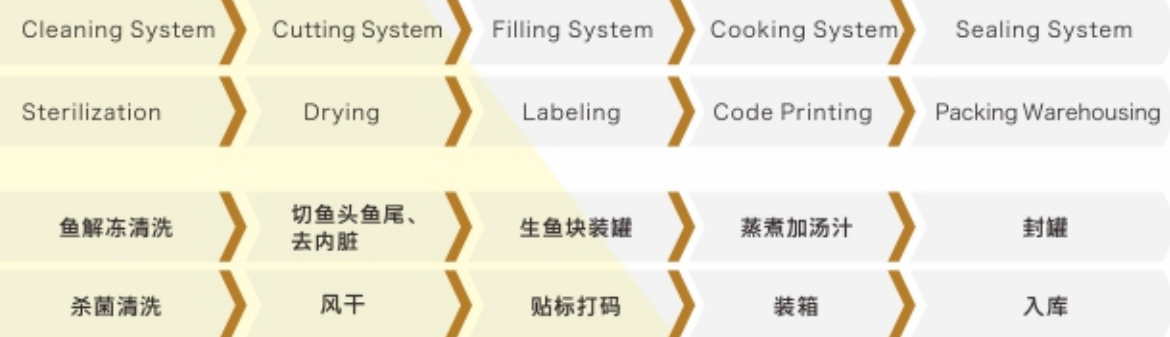 Cleaning System
Cutting System
Filling System
Cooking System
Sealing System
Sterilization
Drying
Labeling
Code Printing
Packing Warehousing
鱼解冻清洗
切鱼头鱼尾、
去内脏
生鱼块装罐
蒸煮加汤汁
封罐
杀菌清洗
风干
贴标打码
装箱
入库